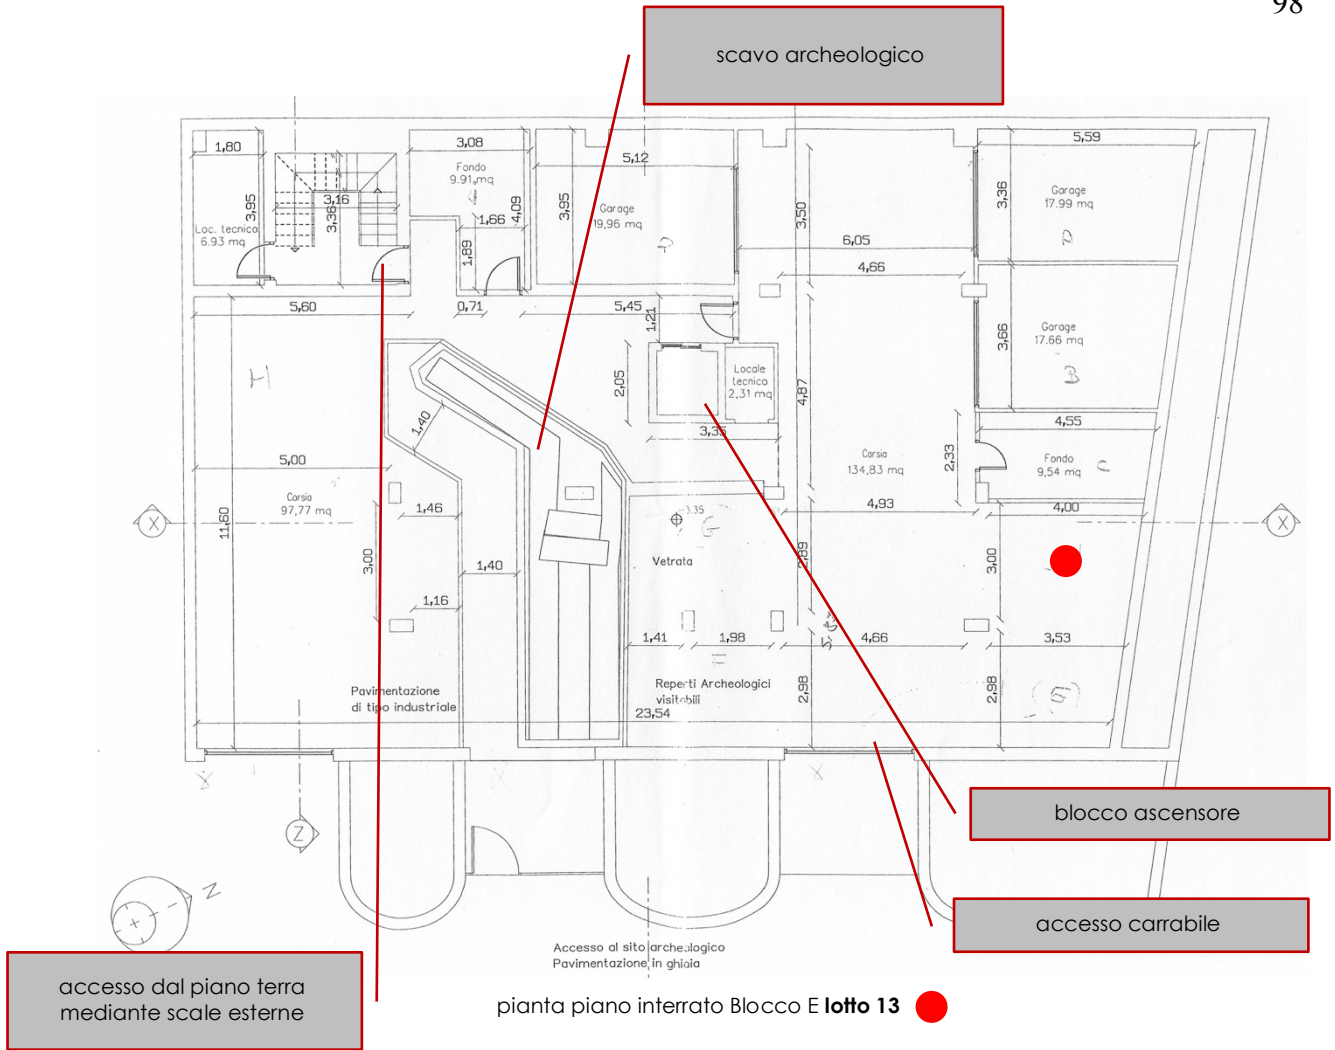 98
scavo archeologico
1,80
3,08
5,12
5,59
Fondo
9.91 mq
3,95
3,36
3,16
4,09
3,95
3,50
3,36
Garage
19,96 mq
Garage
17.99 mq
Loc. tecnico
6.93 mq
1,66
1,89
6,05
4,66
5,60
0,71
5,45
1,21
3,66
Garage
17.66 mq
B
H
2,05
Locale
tecnico
2,31 mq
4,87
1,40
3,35
4,55
5,00
Corsia
134,83 mq
2,33
Fondo
9,54 mq
C
Corsia
97,77 mq
11,60
1,46
3.35
4,93
4,00
X
X
3,00
Vetrata
2,89
3,00
1,40
1,16
1,41
1,98
4,66
3,53
Pavimentazione
di tipo industriale
Reperti Archeologici
visitabili
2,98
2,98
23,54
Z
N
blocco ascensore
accesso carrabile
Accesso al sito archeologico
Pavimentazione in ghiaia
accesso dal piano terra
mediante scale esterne
pianta piano interrato Blocco E lotto 13